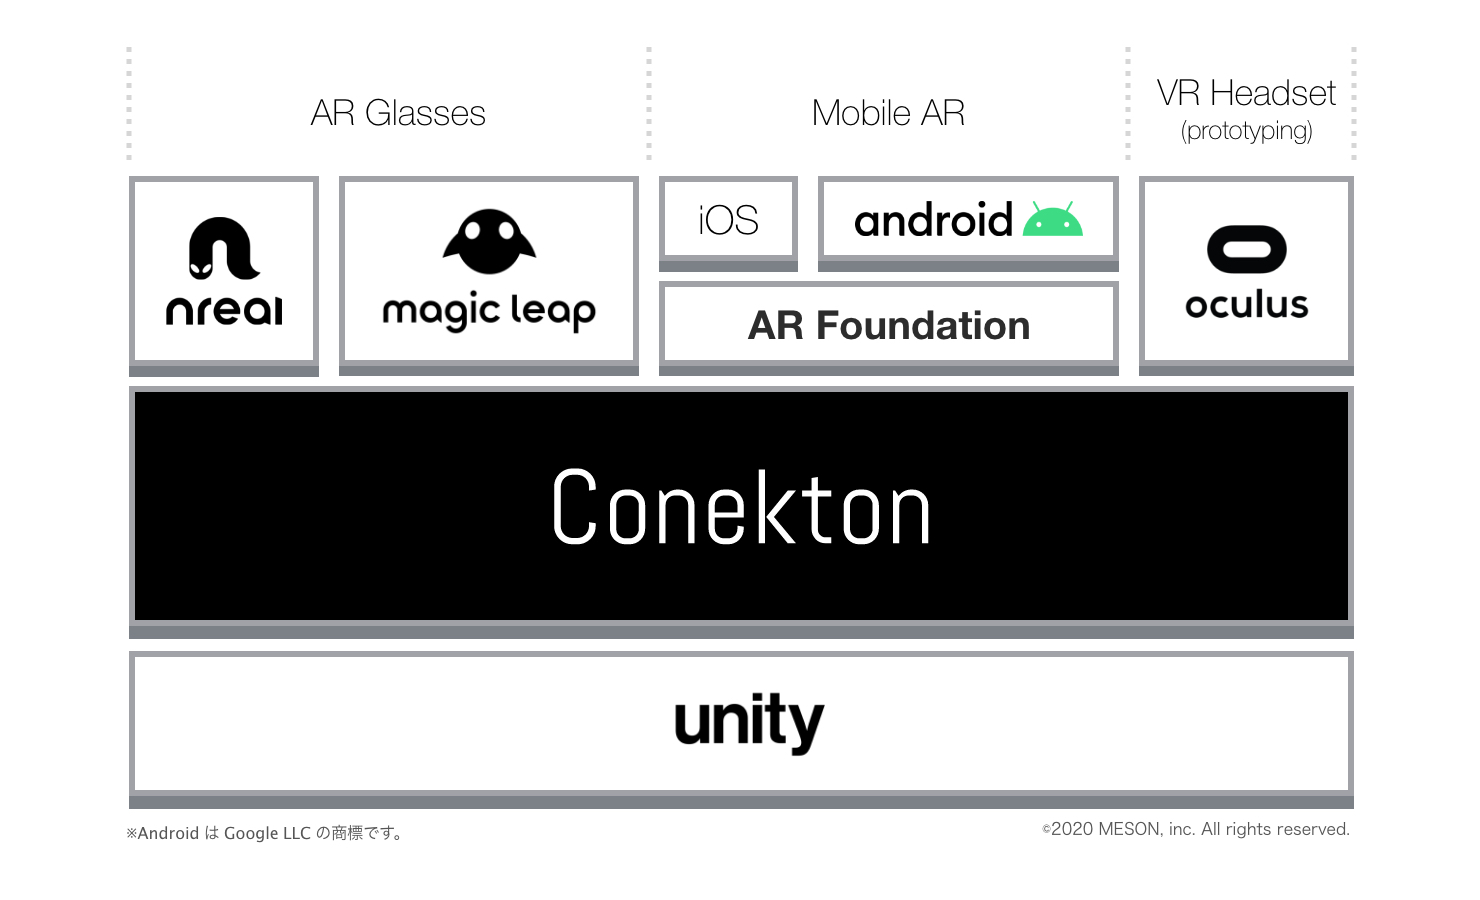 AR Glasses
Mobile AR
VR Headset
(prototyping)
nreal
magic leap
iOS
android
AR Foundation
oculus
Conekton
unity
※Android は Google LLC の商標です。
©2020 MESON, inc. All rights reserved.